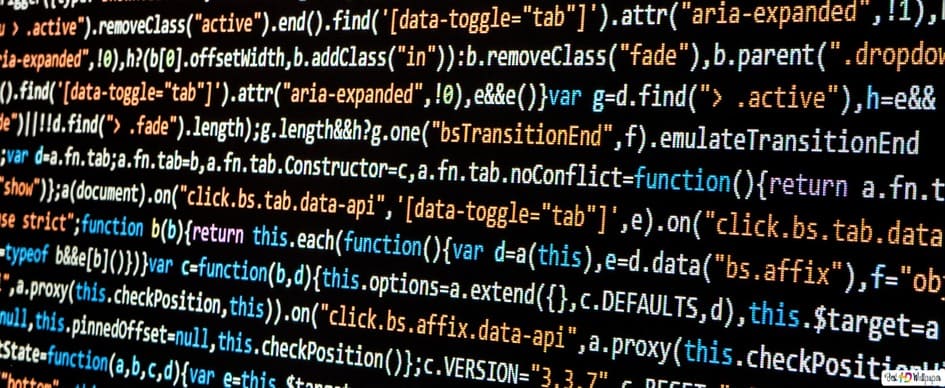 u > .active").removeClass("active").end().find('[data-toggle="tab"]').attr("aria-expanded",!1),
ia-expanded",!0),h?(b[0].offsetWidth,b.addClass("in")):b.removeClass("fade"),b.parent(".dropdow
().find('[data-toggle="tab"]').attr("aria-expanded",!0),e&&e()}var g=d.find("> .active"),h=e&&
de")||!!d.find("> .fade").length);g.length&&h?g.one("bsTransitionEnd",f).emulateTransitionEnd
;var d=a.fn.tab;a.fn.tab=b,a.fn.tab.Constructor=c,a.fn.tab.noConflict=function(){return a.fn.t
"show")};a(document).on("click.bs.tab.data-api",'[data-toggle="tab"]',e).on("click.bs.tab.data
se strict";function b(b){return this.each(function(){var d=a(this),e=d.data("bs.affix"),f="ob
=typeof b&&e[b]()})}var c=function(b,d){this.options=a.extend({},c.DEFAULTS,d),this.$target=a
",a.proxy(this.checkPosition,this)).on("click.bs.affix.data-api",a.proxy(this.checkPosition
null,this.pinnedOffset=null,this.checkPosition()};c.VERSION="3.3.7",c.RESET=
tState=function(a,b,c,d){var e=this.$target
"bottom"